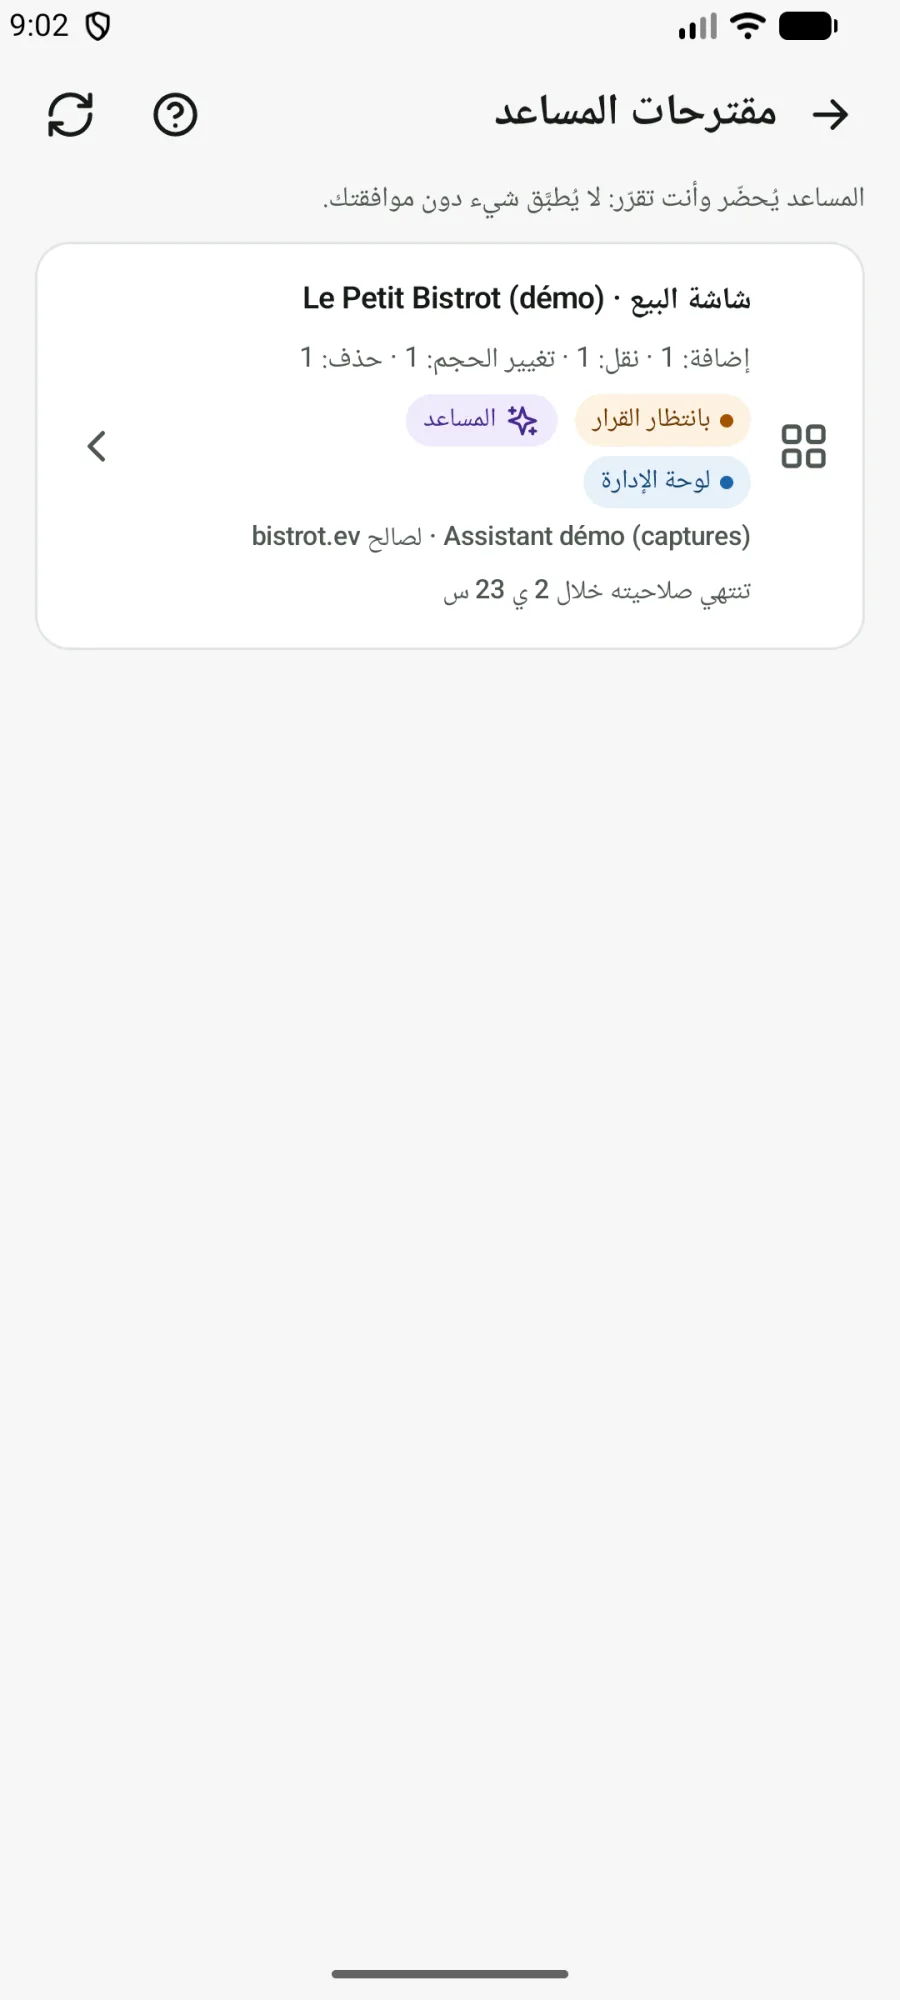 9:02
مقترحات المساعد
المساعد يُحضّر وأنت تقرّر: لا يُطبَّق شيء دون موافقتك.
شاشة البيع · Le Petit Bistrot (démo)
إضافة: 1 · نقل: 1 · تغيير الحجم: 1 · حذف: 1
بانتظار القرار المساعد
لوحة الإدارة
Assistant démo (captures) · لصالح bistrot.ev
تنتهي صلاحيته خلال 2 ي 23 س